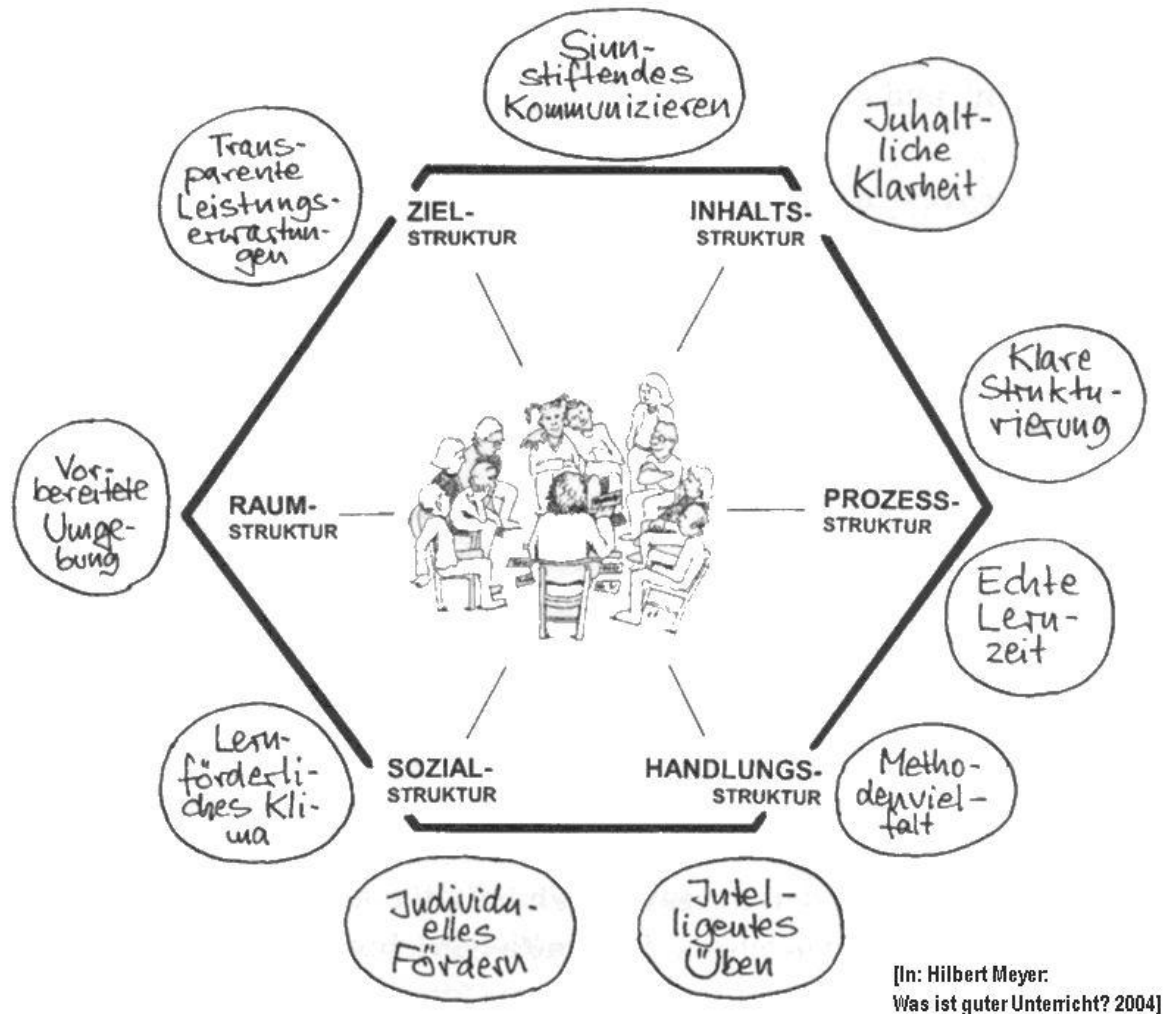 Sinn-
stiftendes
Kommunizieren
Inhalt-
liche
Klarheit
Trans-
parente
Leistungs-
erwartun-
gen
ZIEL-
STRUKTUR
INHALTS-
STRUKTUR
Klare
Struktu-
rierung
Vor-
bereitete
Umge-
bung
RAUM-
STRUKTUR
PROZESS-
STRUKTUR
Echte
Lern-
zeit
Lern-
förderli-
ches Kli-
ma
SOZIAL-
STRUKTUR
HANDLUNGS-
STRUKTUR
Metho-
denviel-
falt
Individu-
elles
Fördern
Intel-
ligentes
Üben
[In: Hilbert Meyer:
Was ist guter Unterricht? 2004]